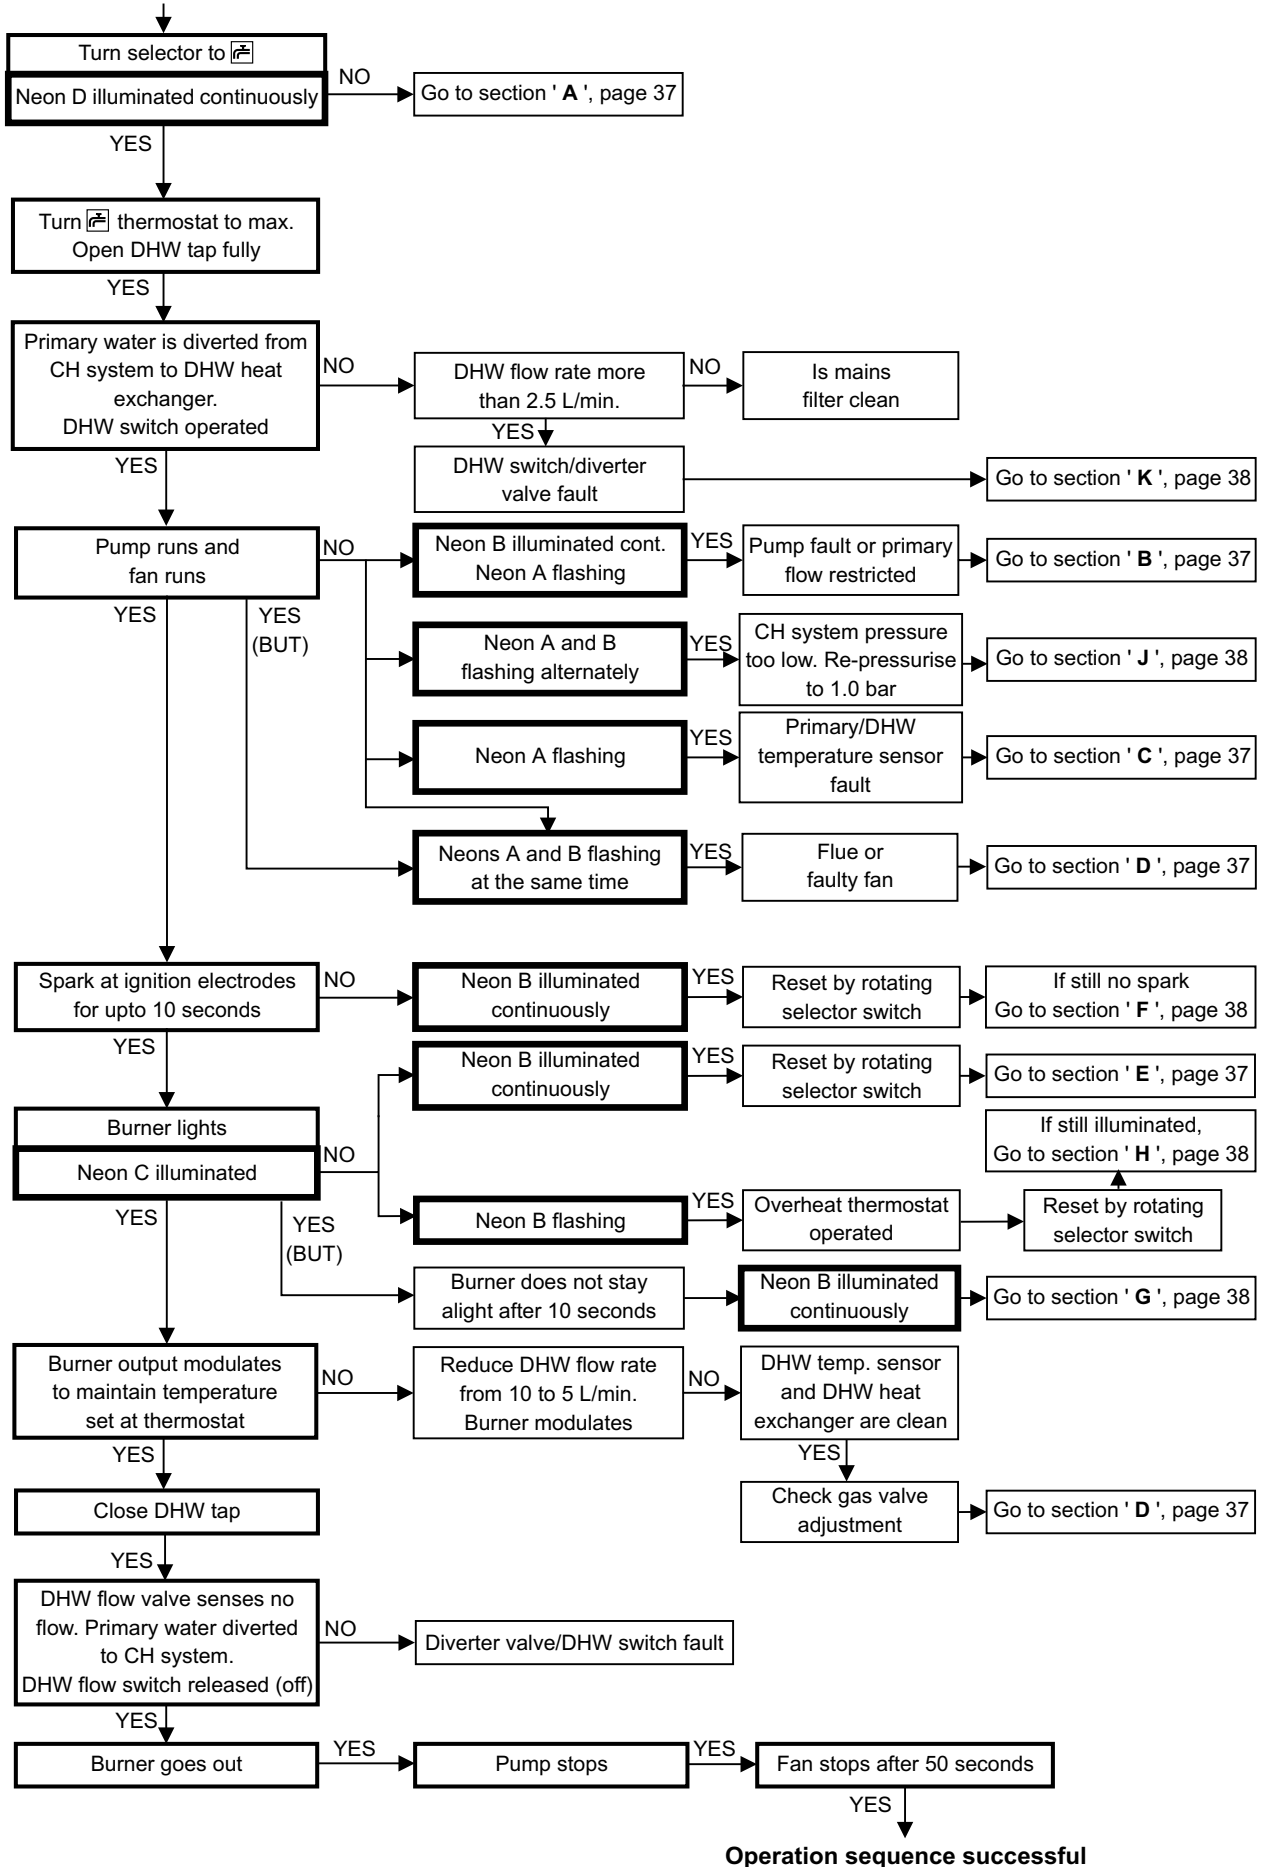 Turn selector to
Neon D illuminated continuously
NO
Go to section ' A ', page 37
YES
Turn thermostat to max.
Open DHW tap fully
YES
Primary water is diverted from
CH system to DHW heat
exchanger.
DHW switch operated
NO
DHW flow rate more
than 2.5 L/min.
NO
Is mains
filter clean
YES
DHW switch/diverter
valve fault
Go to section ' K ', page 38
YES
Pump runs and
fan runs
NO
Neon B illuminated cont.
Neon A flashing
YES
Pump fault or primary
flow restricted
Go to section ' B ', page 37
YES
YES
(BUT)
Neon A and B
flashing alternately
YES
CH system pressure
too low. Re-pressurise
to 1.0 bar
Go to section ' J ', page 38
Neon A flashing
YES
Primary/DHW
temperature sensor
fault
Go to section ' C ', page 37
Neons A and B flashing
at the same time
YES
Flue or
faulty fan
Go to section ' D ', page 37
Spark at ignition electrodes
for upto 10 seconds
NO
Neon B illuminated
continuously
YES
Reset by rotating
selector switch
If still no spark
Go to section ' F ', page 38
YES
Neon B illuminated
continuously
YES
Reset by rotating
selector switch
Go to section ' E ', page 37
Burner lights
Neon C illuminated
NO
If still illuminated,
Go to section ' H ', page 38
Neon B flashing
YES
Overheat thermostat
operated
Reset by rotating
selector switch
YES
YES
(BUT)
Burner does not stay
alight after 10 seconds
Neon B illuminated
continuously
Go to section ' G ', page 38
Burner output modulates
to maintain temperature
set at thermostat
NO
Reduce DHW flow rate
from 10 to 5 L/min.
Burner modulates
NO
DHW temp. sensor
and DHW heat
exchanger are clean
YES
YES
Check gas valve
adjustment
Go to section ' D ', page 37
Close DHW tap
YES
DHW flow valve senses no
flow. Primary water diverted
to CH system.
DHW flow switch released (off)
NO
Diverter valve/DHW switch fault
YES
Burner goes out
YES
Pump stops
YES
Fan stops after 50 seconds
YES
Operation sequence successful